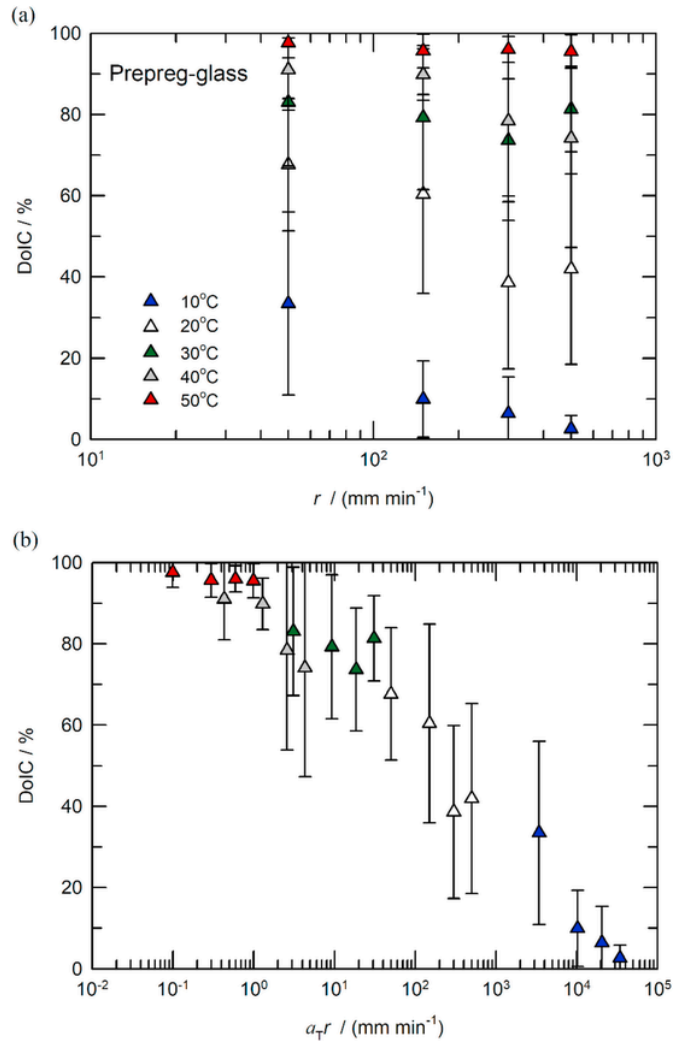 (a)
100
80
60
40
20
0
DoIC / %
Prepreg-glass
10°C
20°C
30°C
40°C
50°C
10¹ 10² 10³
r / (mm min⁻¹)
(b)
100
80
60
40
20
0
DoIC / %
10⁻² 10⁻¹ 10⁰ 10¹ 10² 10³ 10⁴ 10⁵
a_T r / (mm min⁻¹)